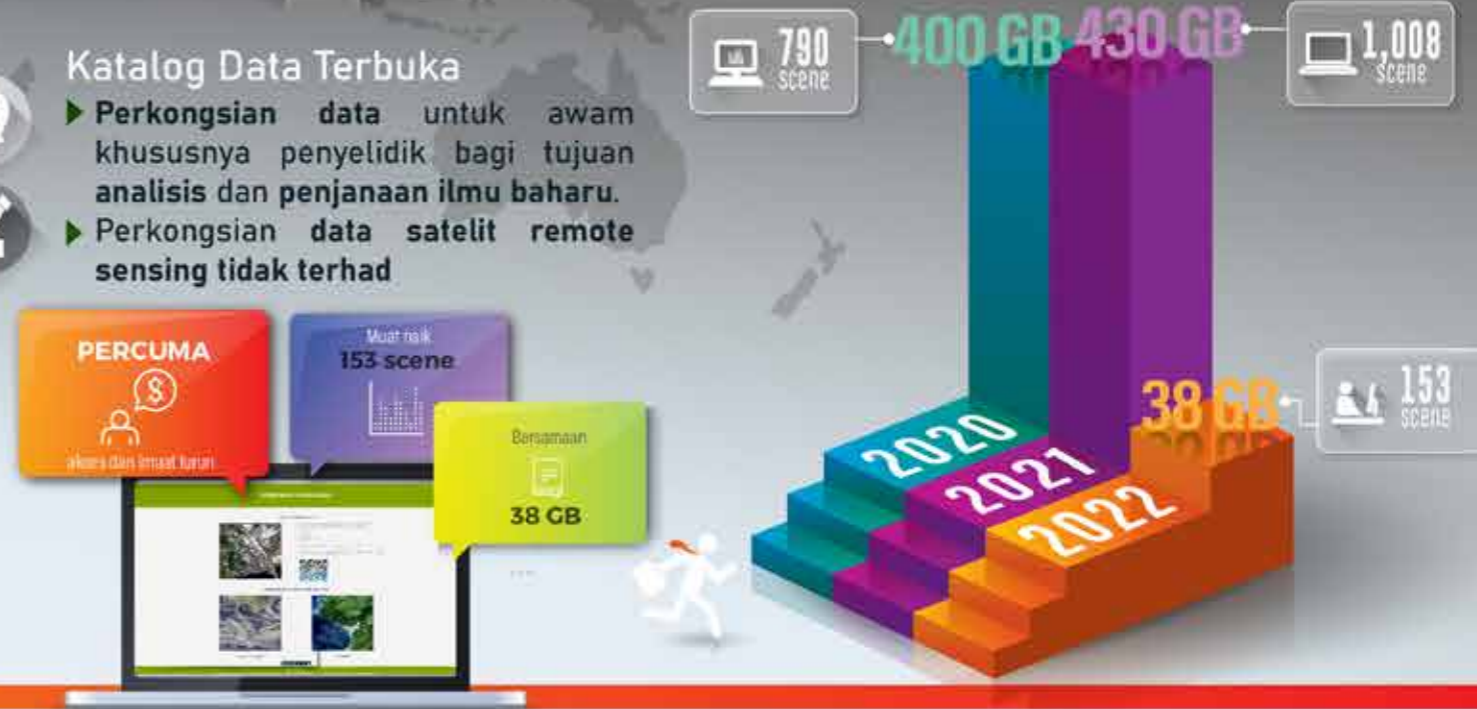 Katalog Data Terbuka
Perkongsian data untuk awam
khususnya penyelidik bagi tujuan
analisis dan penjanaan ilmu baharu.
Perkongsian data satelit remote
sensing tidak terhad
PERCUMA
akses dan muat turun
Muat naik
153 scene
Bersamaan
38 GB
790
scene
400 GB
430 GB
1,008
scene
38 GB
153
scene
2020
2021
2022